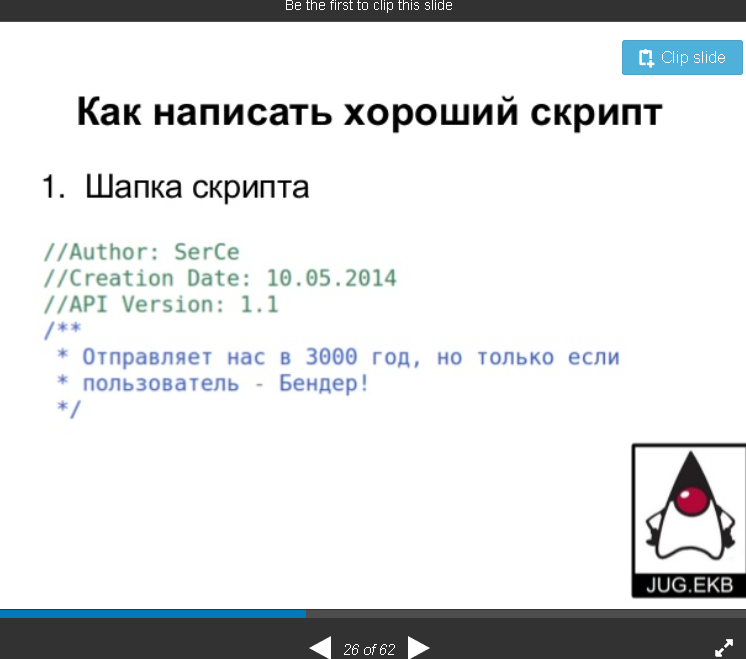 Be the first to clip this slide
Clip slide
Как написать хороший скрипт
1. Шапка скрипта
//Author: SerCe
//Creation Date: 10.05.2014
//API Version: 1.1
/**
* Отправляет нас в 3000 год, но только если
* пользователь - Бендер!
*/
JUG.EKB
26 of 62